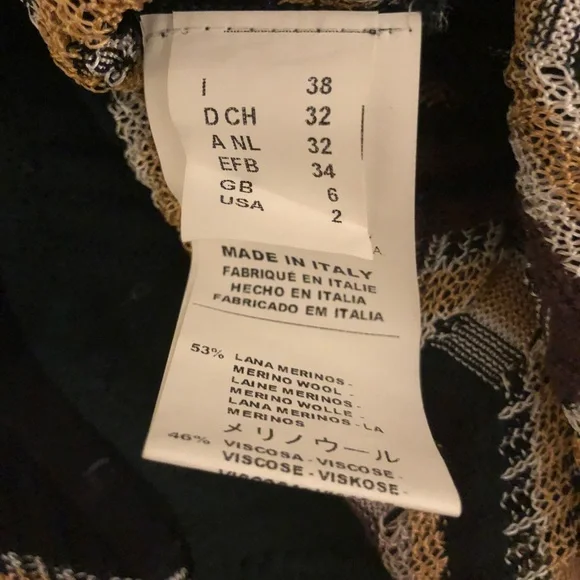 I 38
D CH 32
A NL 32
EFB 34
GB 6
USA 2
A
MADE IN ITALY
FABRIQUÉ EN ITALIE
HECHO EN ITALIA
FABRICADO EM ITALIA
53% LANA MERINOS -
MERINO WOOL -
LAINE MERINOS -
MERINO WOLLE -
LANA MERINOS - LA
MERINOS
メリノウール
46% VISCOSA - VISCOSE -
VISCOSE - VISKOSE -